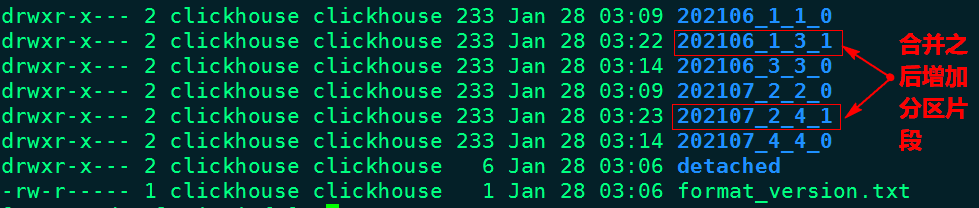 drwxr-x--- 2 clickhouse clickhouse 233 Jan 28 03:09 202106_1_1_0
drwxr-x--- 2 clickhouse clickhouse 233 Jan 28 03:22 202106_1_3_1
drwxr-x--- 2 clickhouse clickhouse 233 Jan 28 03:14 202106_3_3_0
drwxr-x--- 2 clickhouse clickhouse 233 Jan 28 03:09 202107_2_2_0
drwxr-x--- 2 clickhouse clickhouse 233 Jan 28 03:23 202107_2_4_1
drwxr-x--- 2 clickhouse clickhouse 233 Jan 28 03:14 202107_4_4_0
drwxr-x--- 2 clickhouse clickhouse   6 Jan 28 03:06 detached
-rw-r----- 1 clickhouse clickhouse   1 Jan 28 03:06 format_version.txt
合并之
后增加
分区片
段